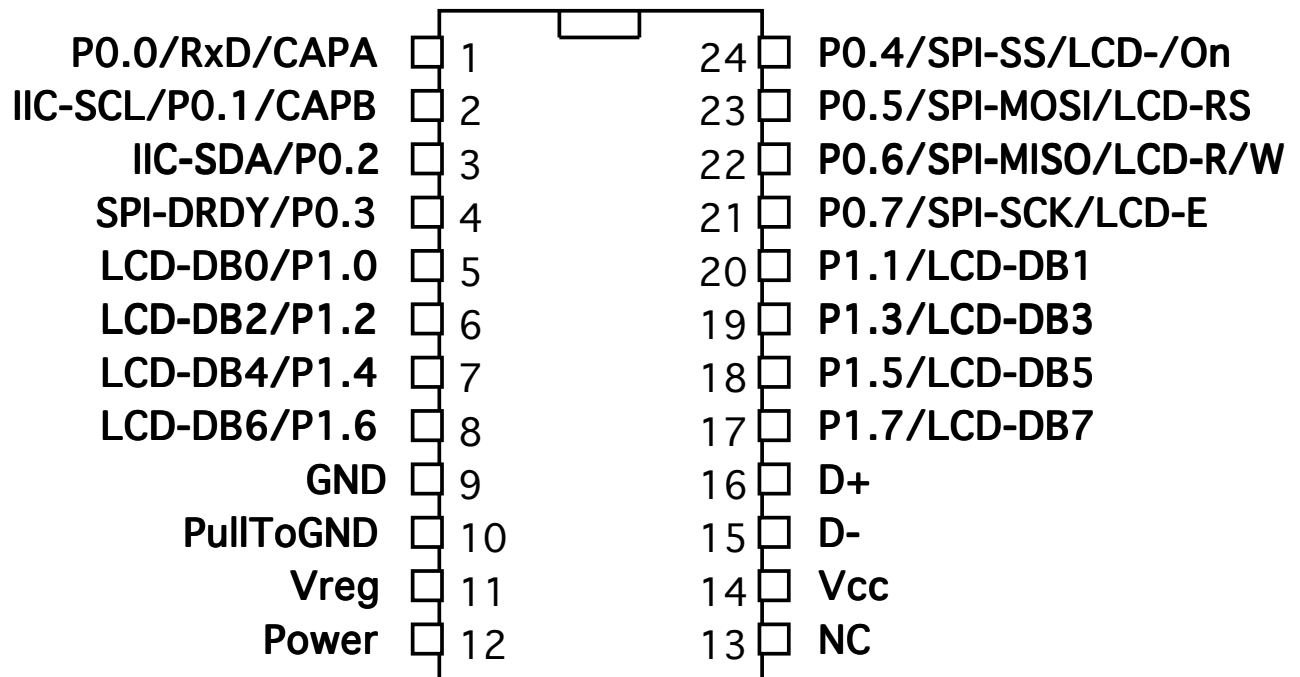 P0.0/RxD/CAPA 1 24 P0.4/SPI-SS/LCD-/On
IIC-SCL/P0.1/CAPB 2 23 P0.5/SPI-MOSI/LCD-RS
IIC-SDA/P0.2 3 22 P0.6/SPI-MISO/LCD-R/W
SPI-DRDY/P0.3 4 21 P0.7/SPI-SCK/LCD-E
LCD-DB0/P1.0 5 20 P1.1/LCD-DB1
LCD-DB2/P1.2 6 19 P1.3/LCD-DB3
LCD-DB4/P1.4 7 18 P1.5/LCD-DB5
LCD-DB6/P1.6 8 17 P1.7/LCD-DB7
GND 9 16 D+
PullToGND 10 15 D-
Vreg 11 14 Vcc
Power 12 13 NC